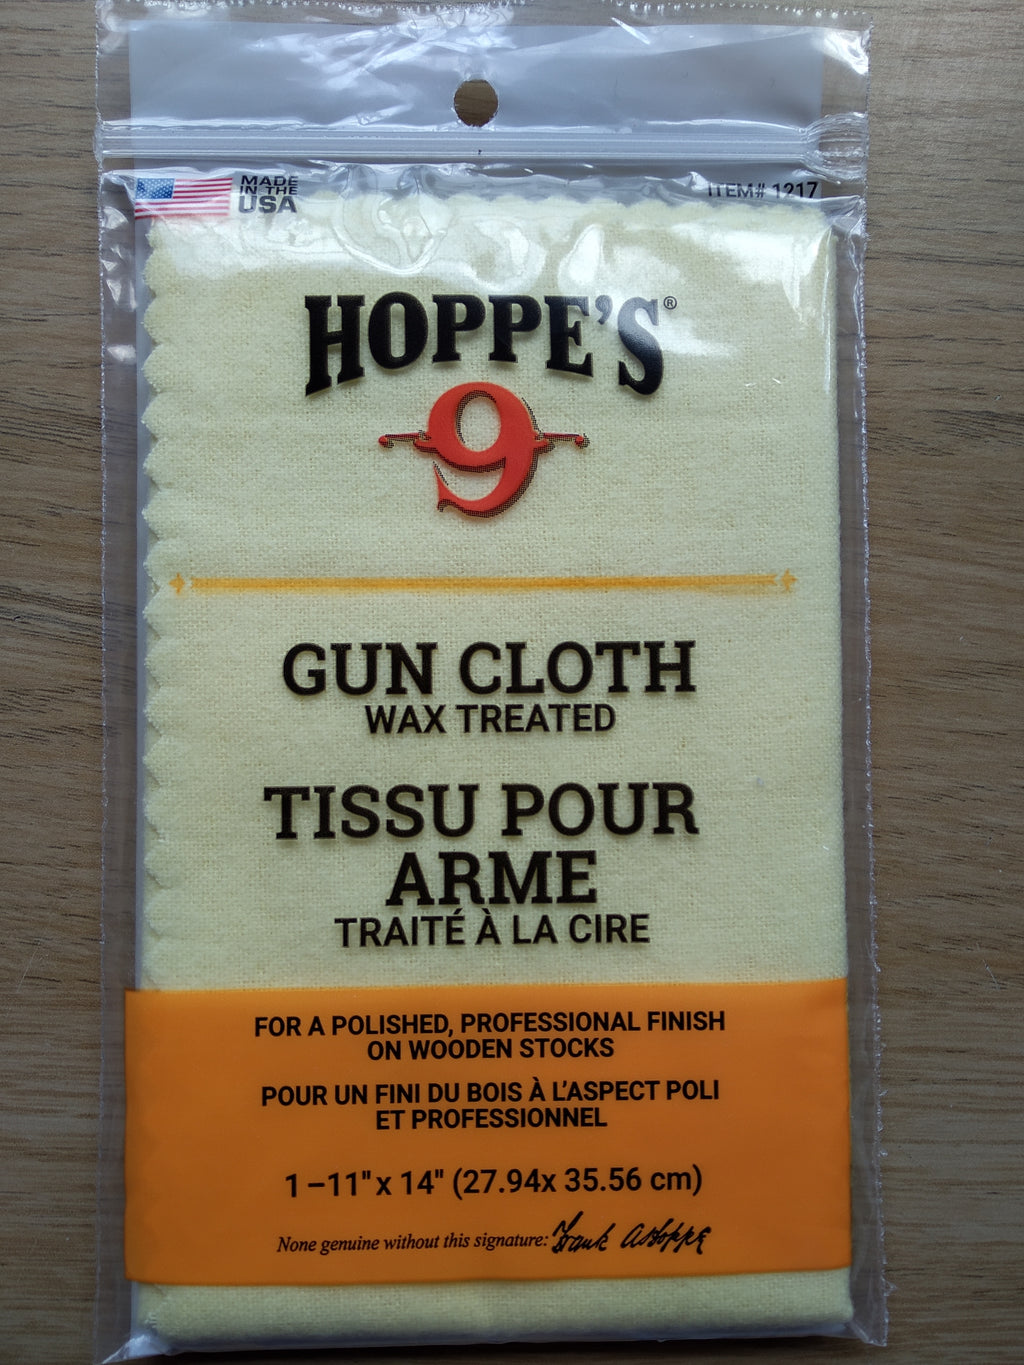 MADE
IN THE
USA
ITEM# 1217
HOPPE'S®
9
GUN CLOTH
WAX TREATED
TISSU POUR
ARME
TRAITÉ À LA CIRE
FOR A POLISHED, PROFESSIONAL FINISH
ON WOODEN STOCKS
POUR UN FINI DU BOIS À L'ASPECT POLI
ET PROFESSIONNEL
1 –11" x 14" (27.94x 35.56 cm)
None genuine without this signature: Frank A Hoppe